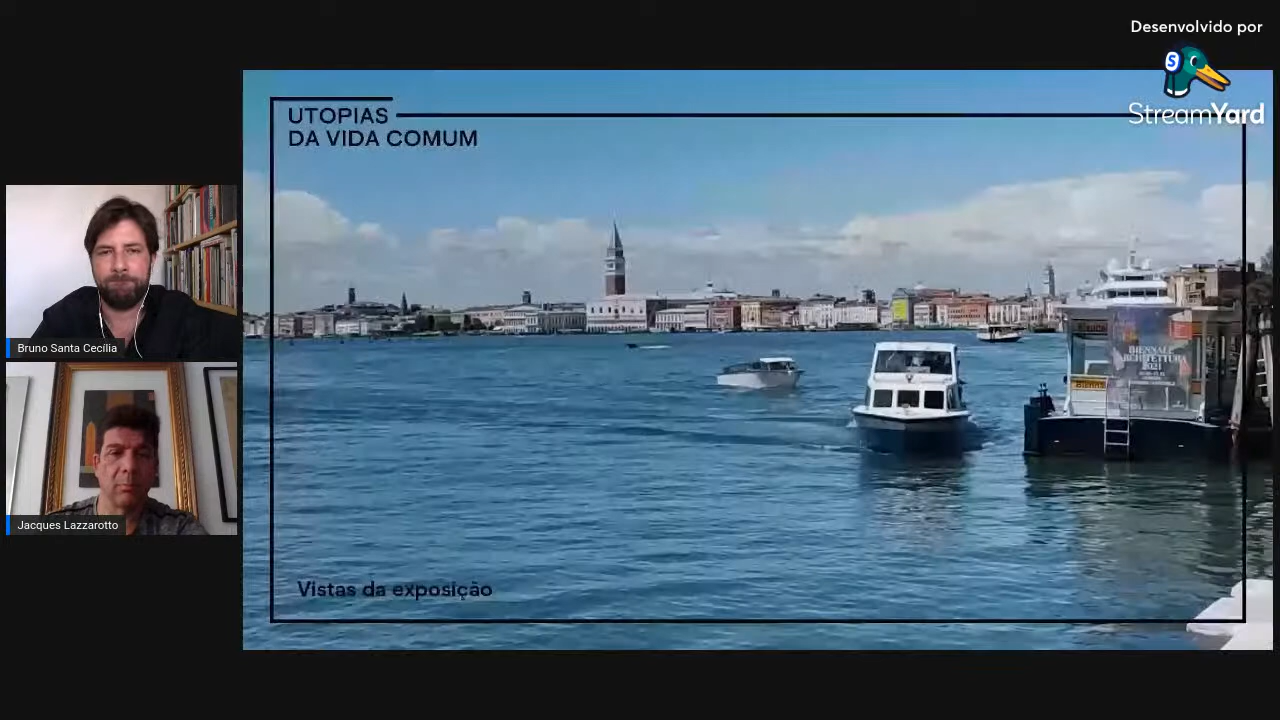 Desenvolvido por
StreamYard
UTOPIAS
DA VIDA COMUM
Bruno Santa Cecília
Jacques Lazzarotto
BIENNALE
ARCHITETTURA
2021
Vistas da exposição